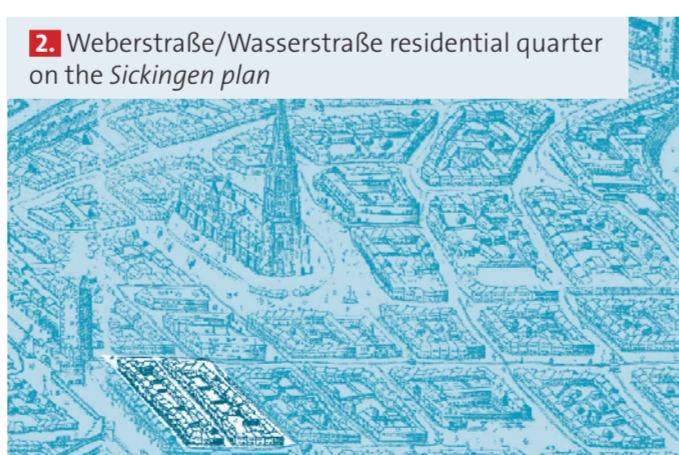 2. Weberstraße/Wasserstraße residential quarter
on the Sickingen plan